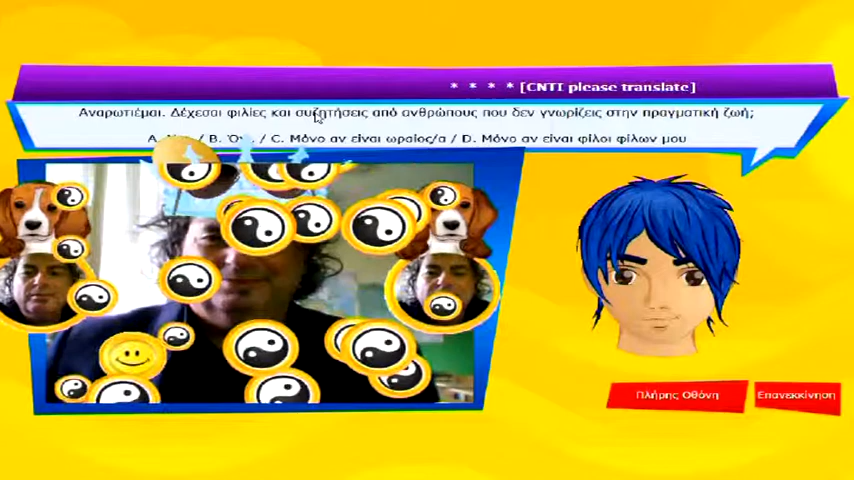 * * * * [CNTI please translate]
Αναρωτιέμαι. Δέχεσαι φιλίες και συζητήσεις από ανθρώπους που δεν γνωρίζεις στην πραγματική ζωή;
A. / B. / C. Μόνο αν είναι ωραίος/α / D. Μόνο αν είναι φίλοι φίλων μου
Πλήρης Οθόνη
Επανεκκίνηση